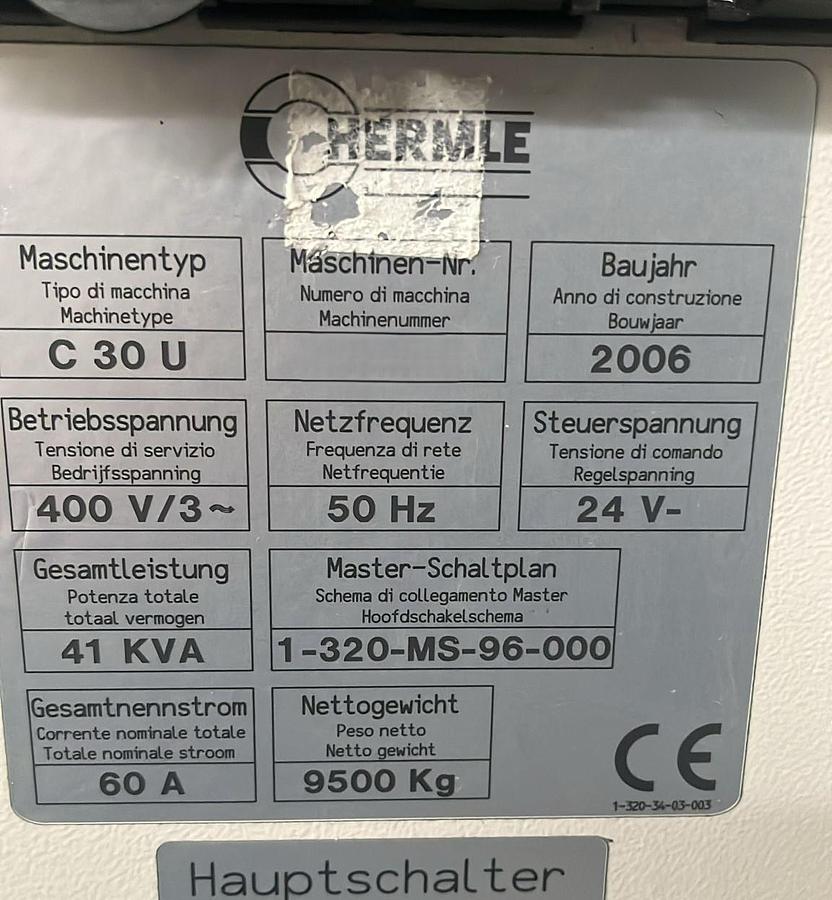 HERMLE
Maschinentyp
Tipo di macchina
Machinetype
C 30 U
Maschinen-Nr.
Numero di macchina
Machinenummer
Baujahr
Anno di construzione
Bouwjaar
2006
Betriebsspannung
Tensione di servizio
Bedrijfsspanning
400 V/3~
Netzfrequenz
Frequenza di rete
Netfrequentie
50 Hz
Steuerspannung
Tensione di comando
Regelspanning
24 V-
Gesamtleistung
Potenza totale
totaal vermogen
41 KVA
Master-Schaltplan
Schema di collegamento Master
Hoofdschakelschema
1-320-MS-96-000
Gesamtnennstrom
Corrente nominale totale
Totale nominale stroom
60 A
Nettogewicht
Peso netto
Netto gewicht
9500 Kg
CE
1-320-34-03-003
Hauptschalter